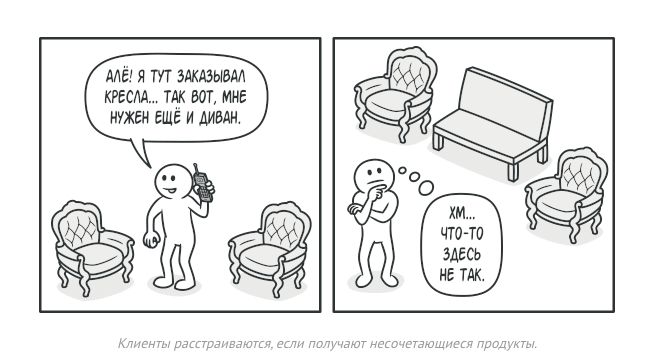 АЛЁ! Я ТУТ ЗАКАЗЫВАЛ
КРЕСЛА... ТАК ВОТ, МНЕ
НУЖЕН ЕЩЁ И ДИВАН.
ХМ...
ЧТО-ТО
ЗДЕСЬ
НЕ ТАК.
Клиенты расстраиваются, если получают несочетающиеся продукты.